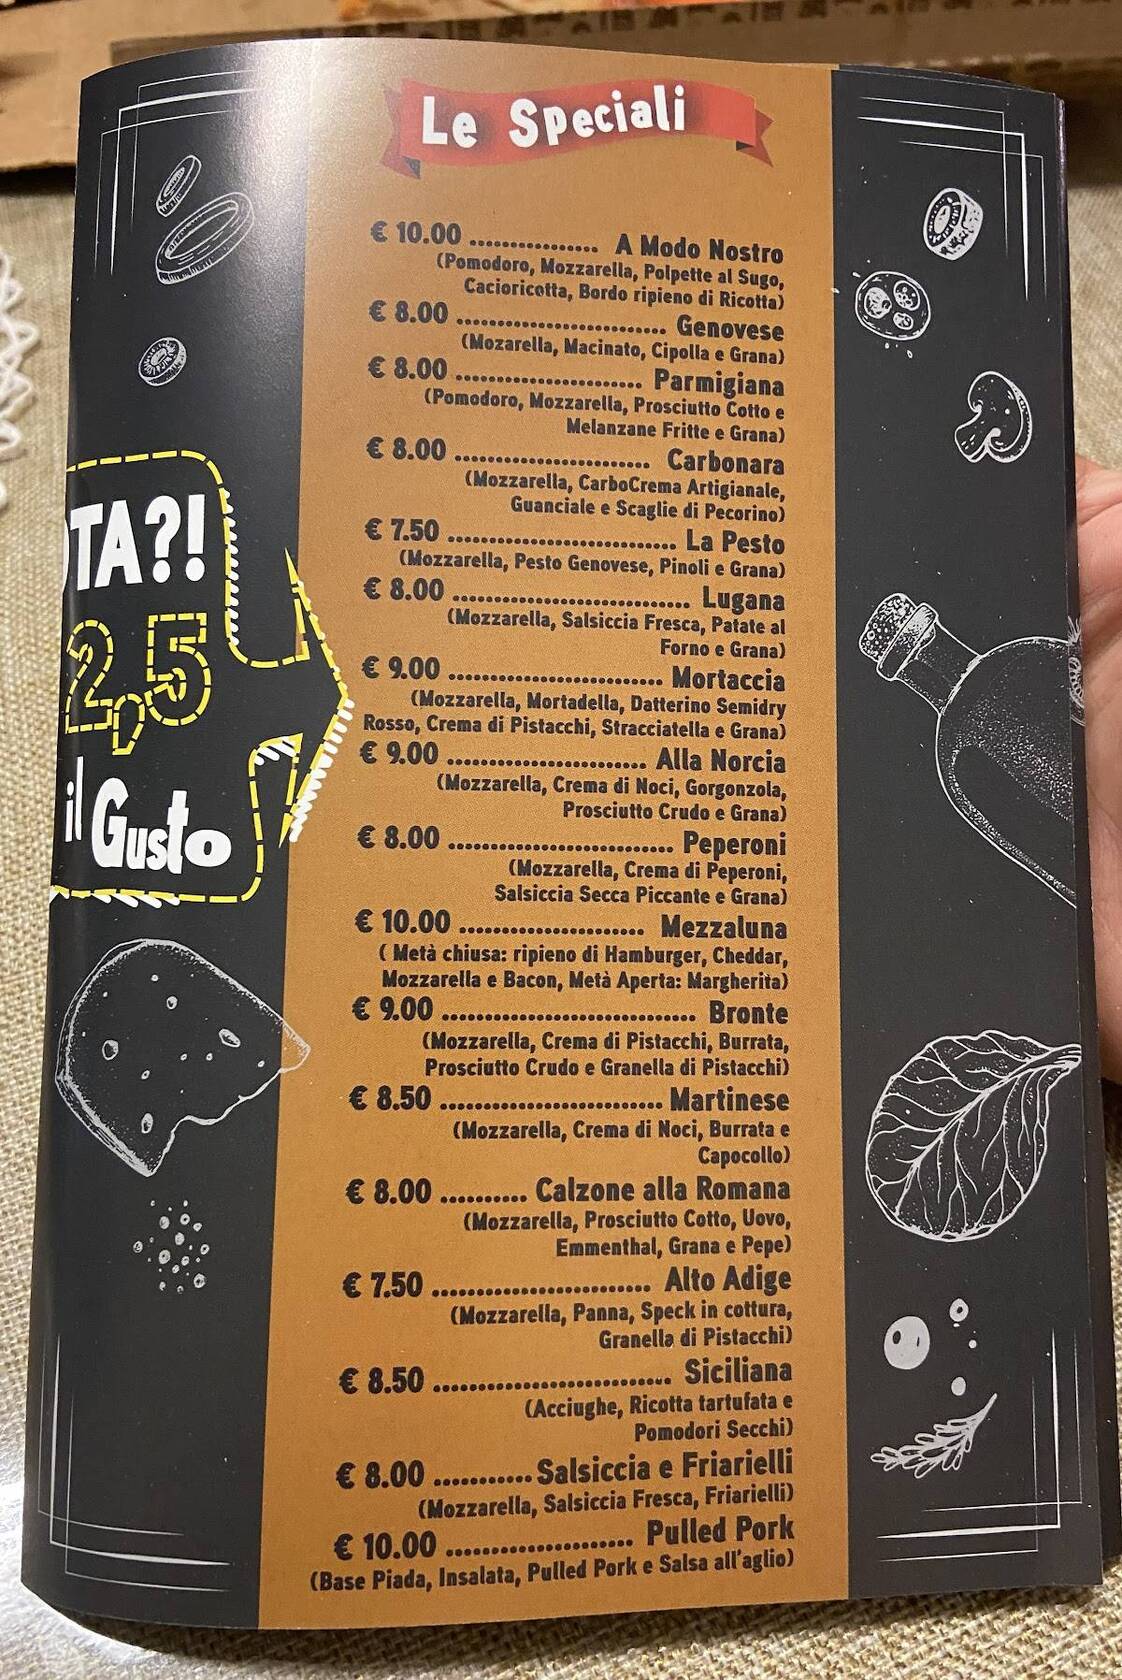 Le Speciali
€ 10.00 ................ A Modo Nostro
(Pomodoro, Mozzarella, Polpette al Sugo,
Cacioricotta, Bordo ripieno di Ricotta)
€ 8.00 .......................... Genovese
(Mozarella, Macinato, Cipolla e Grana)
€ 8.00 ....................... Parmigiana
(Pomodoro, Mozzarella, Prosciutto Cotto e
Melanzane Fritte e Grana)
€ 8.00 ........................ Carbonara
(Mozzarella, CarboCrema Artigianale,
Guanciale e Scaglie di Pecorino)
€ 7.50 ............................ La Pesto
(Mozzarella, Pesto Genovese, Pinoli e Grana)
€ 8.00 ............................. Lugana
(Mozzarella, Salsiccia Fresca, Patate al
Forno e Grana)
€ 9.00 .......................... Mortaccia
(Mozzarella, Mortadella, Datterino Semidry
Rosso, Crema di Pistacchi, Stracciatella e Grana)
€ 9.00 ........................ Alla Norcia
(Mozzarella, Crema di Noci, Gorgonzola,
Prosciutto Crudo e Grana)
€ 8.00 ........................... Peperoni
(Mozzarella, Crema di Peperoni,
Salsiccia Secca Piccante e Grana)
€ 10.00 ...................... Mezzaluna
( Metà chiusa: ripieno di Hamburger, Cheddar,
Mozzarella e Bacon, Metà Aperta: Margherita)
€ 9.00 ............................... Bronte
(Mozzarella, Crema di Pistacchi, Burrata,
Prosciutto Crudo e Granella di Pistacchi)
€ 8.50 ........................... Martinese
(Mozzarella, Crema di Noci, Burrata e
Capocollo)
€ 8.00 .......... Calzone alla Romana
(Mozzarella, Prosciutto Cotto, Uovo,
Emmenthal, Grana e Pepe)
€ 7.50 .......................... Alto Adige
(Mozzarella, Panna, Speck in cottura,
Granella di Pistacchi)
€ 8.50 ............................ Siciliana
(Acciughe, Ricotta tartufata e
Pomodori Secchi)
€ 8.00 ............ Salsiccia e Friarielli
(Mozzarella, Salsiccia Fresca, Friarielli)
€ 10.00 ...................... Pulled Pork
(Base Piada, Insalata, Pulled Pork e Salsa all'aglio)
TA?!
2,5
il Gusto